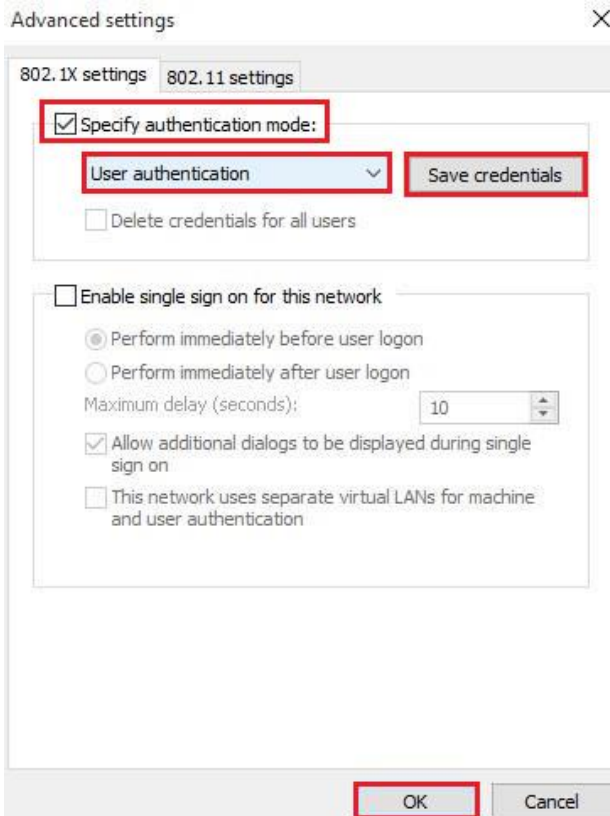 Advanced settings
802.1X settings
802.11 settings
Specify authentication mode:
User authentication
Save credentials
Delete credentials for all users
Enable single sign on for this network
Perform immediately before user logon
Perform immediately after user logon
Maximum delay (seconds):
10
Allow additional dialogs to be displayed during single
sign on
This network uses separate virtual LANs for machine
and user authentication
OK
Cancel